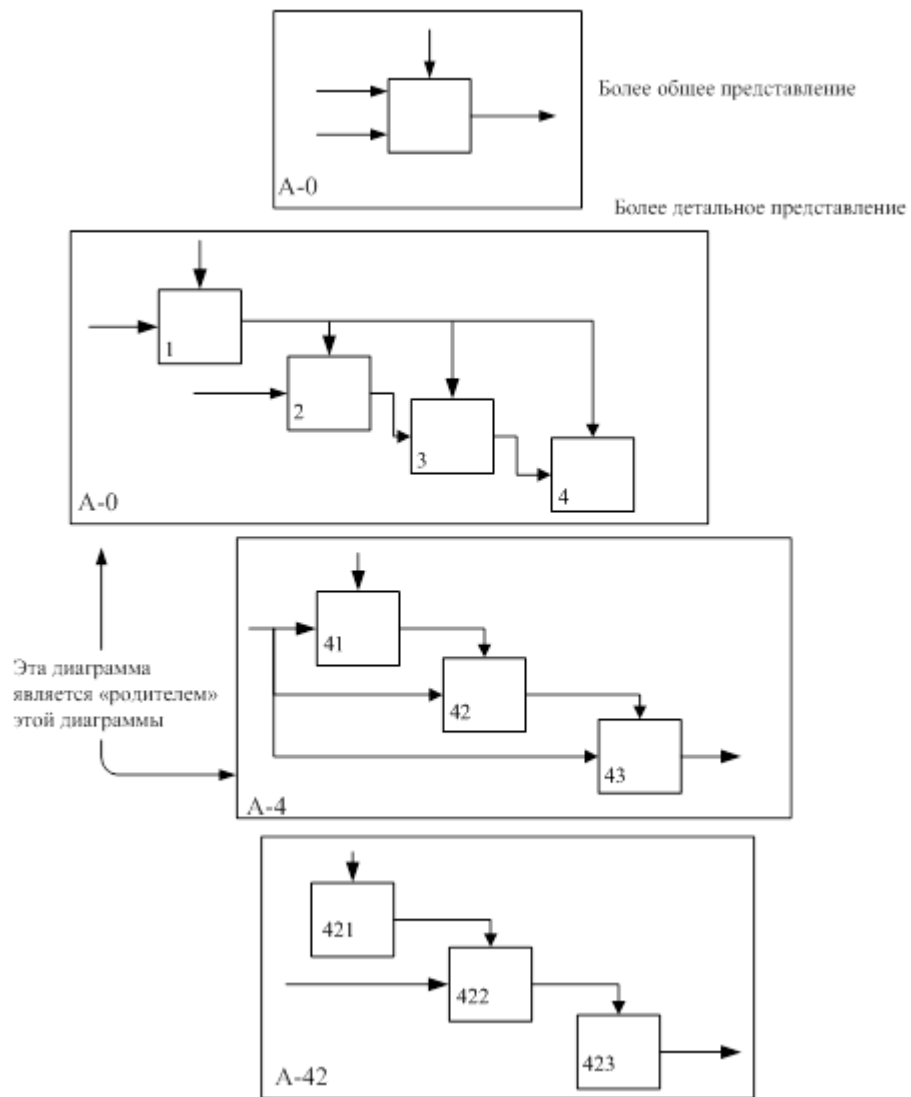 Более общее представление
А-0
Более детальное представление
1
2
3
4
А-0
41
42
43
А-4
Эта диаграмма
является «родителем»
этой диаграммы
421
422
423
А-42